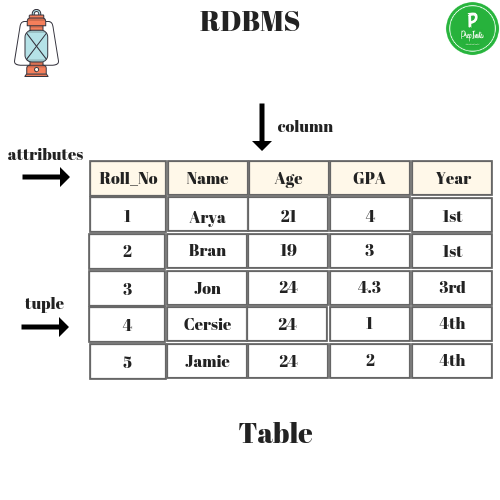 RDBMS
P
column
attributes
Roll_No Name Age GPA Year
1 Arya 21 4 1st
2 Bran 19 3 1st
3 Jon 24 4.3 3rd
tuple
4 Cersie 24 1 4th
5 Jamie 24 2 4th
Table